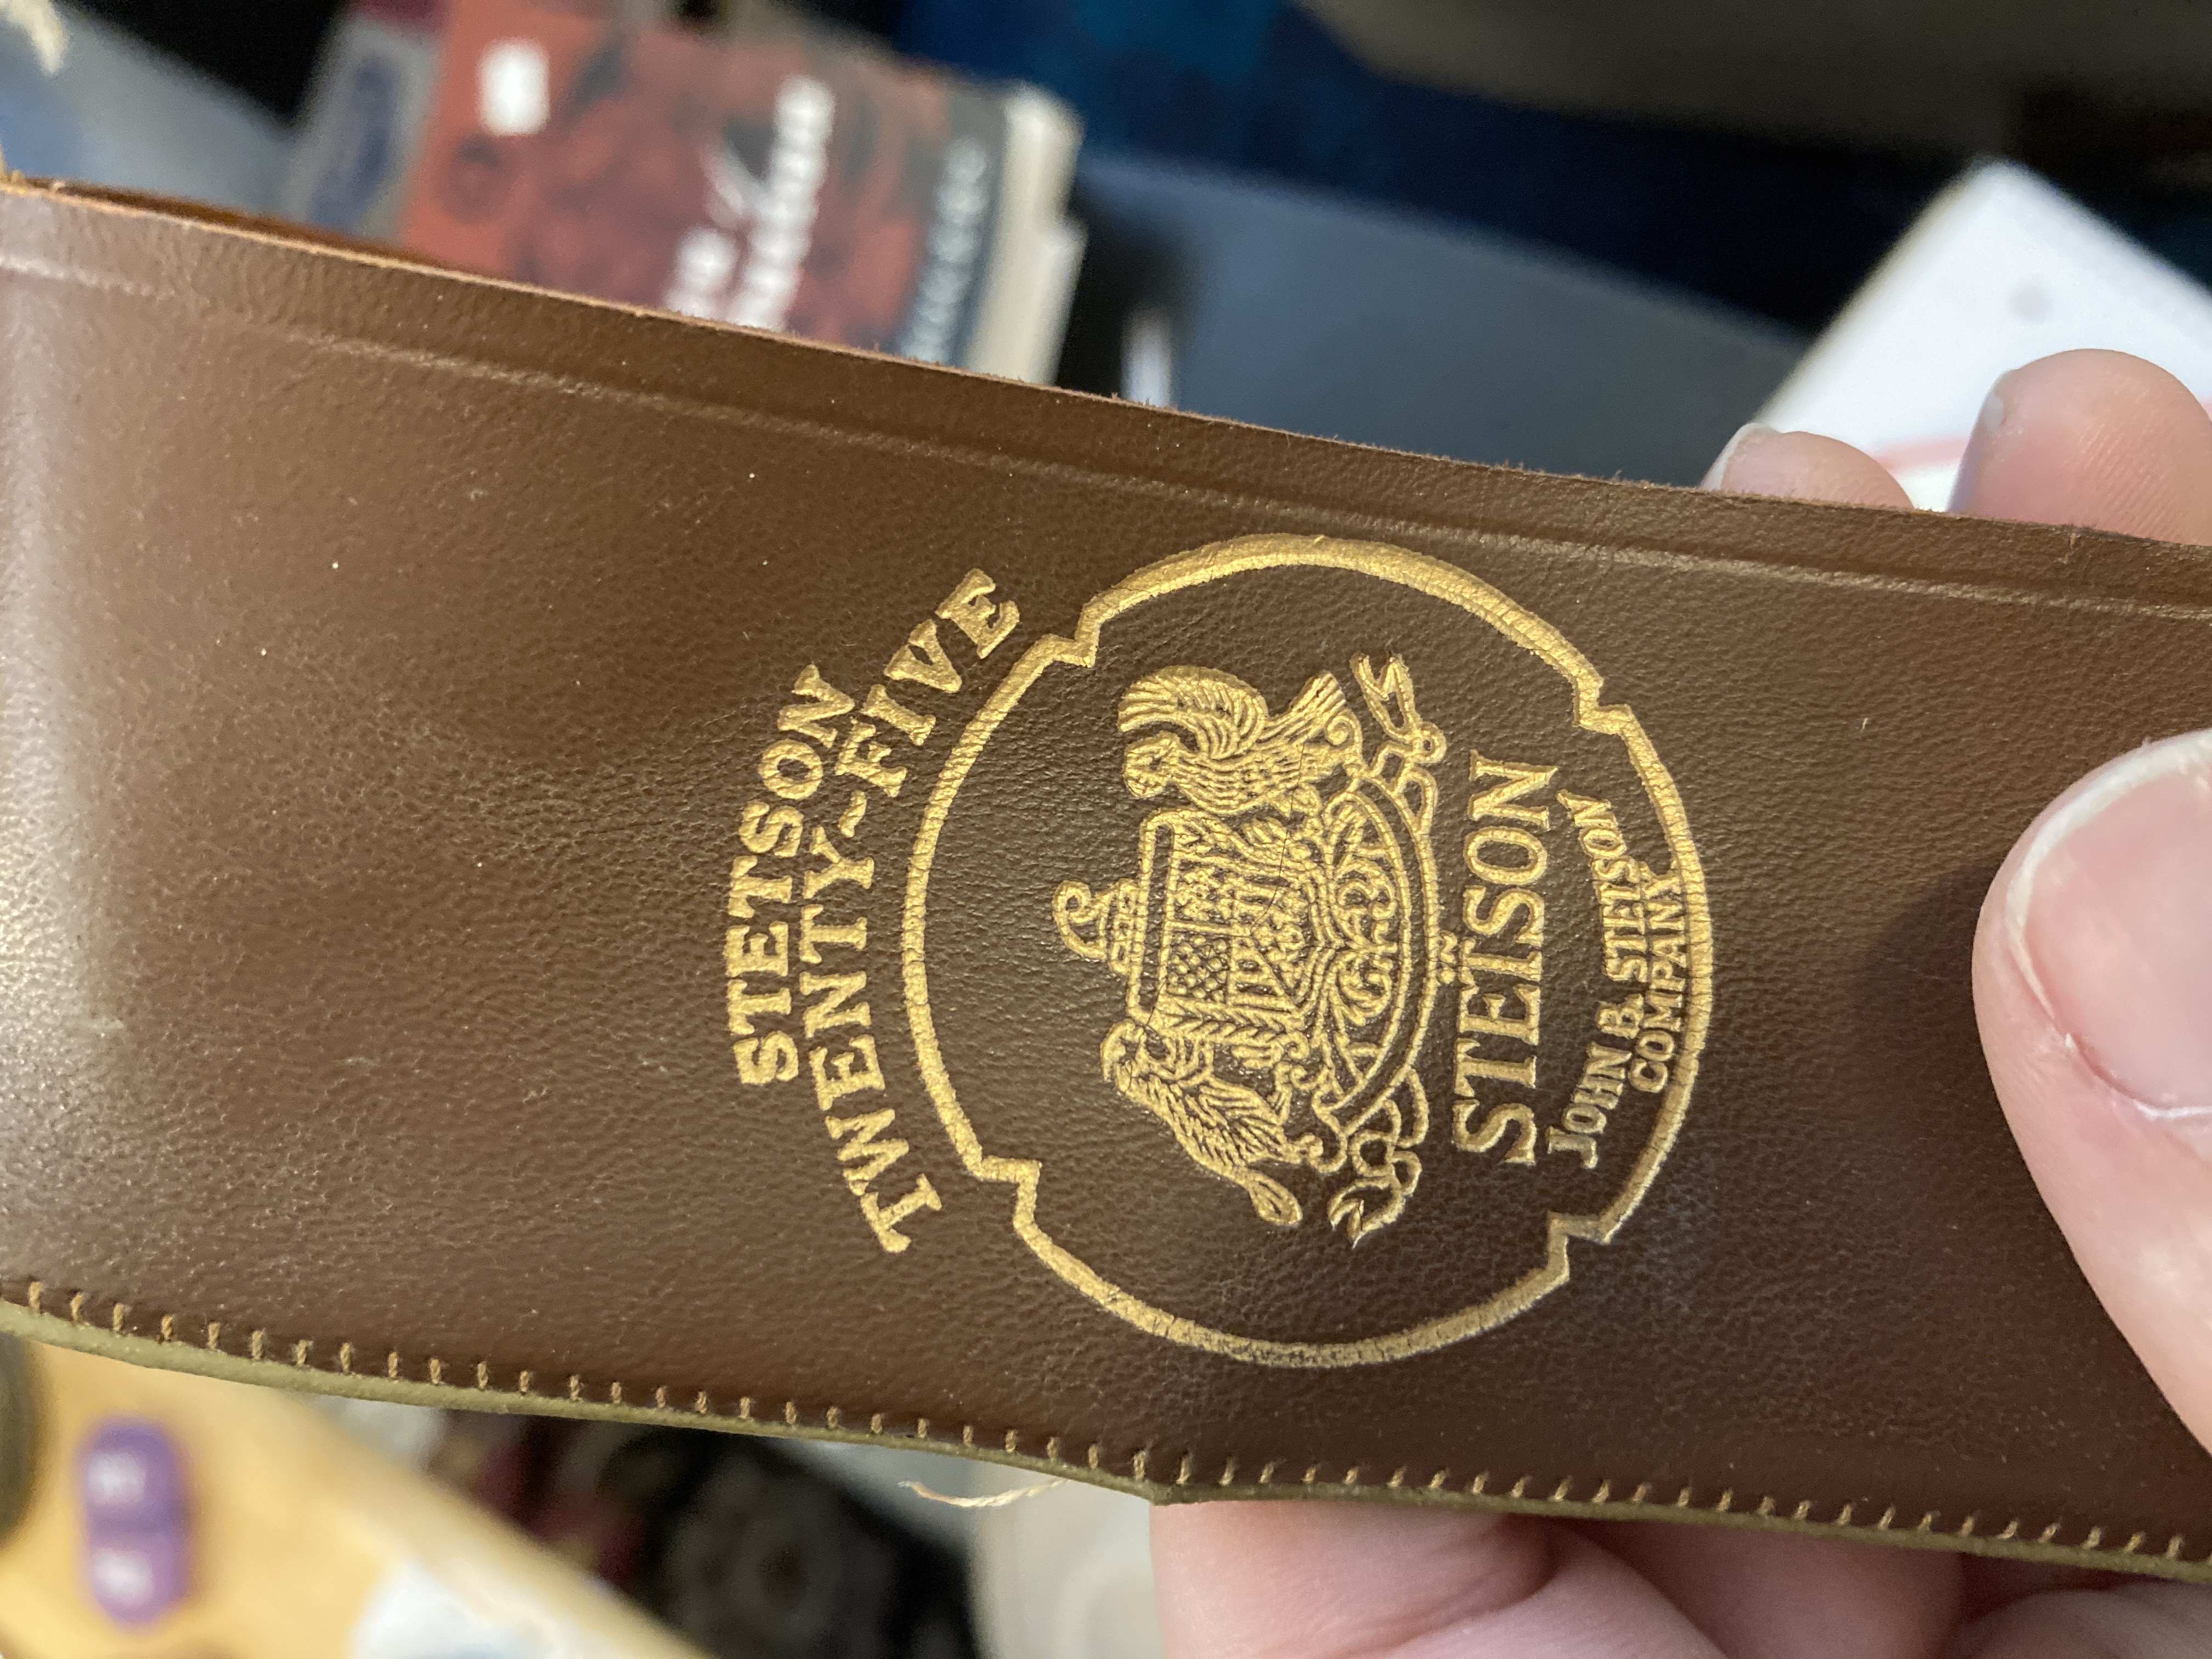 STETSON
TWENTY-FIVE
STETSON
JOHN B. STETSON
COMPANY